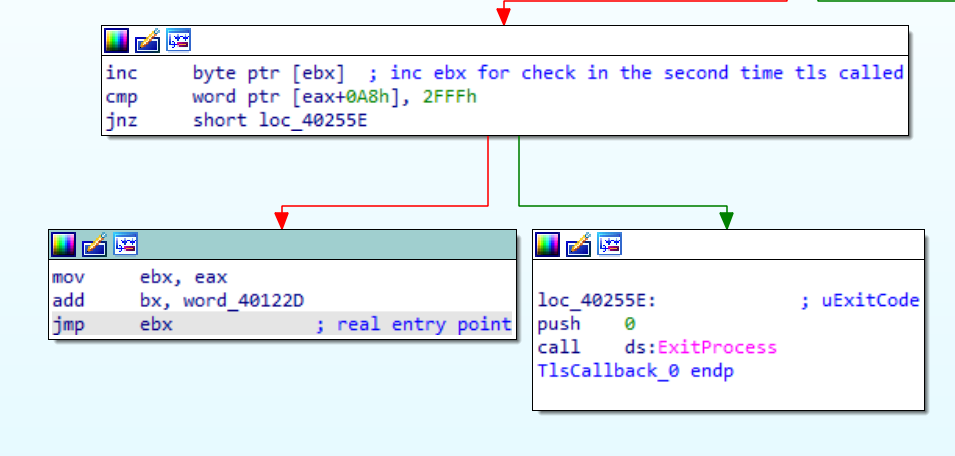 inc byte ptr [ebx] ; inc ebx for check in the second time tls called
cmp word ptr [eax+0A8h], 2FFFh
jnz short loc_40255E
mov ebx, eax
add bx, word_40122D
jmp ebx ; real entry point
loc_40255E: ; uExitCode
push 0
call ds:ExitProcess
TlsCallback_0 endp